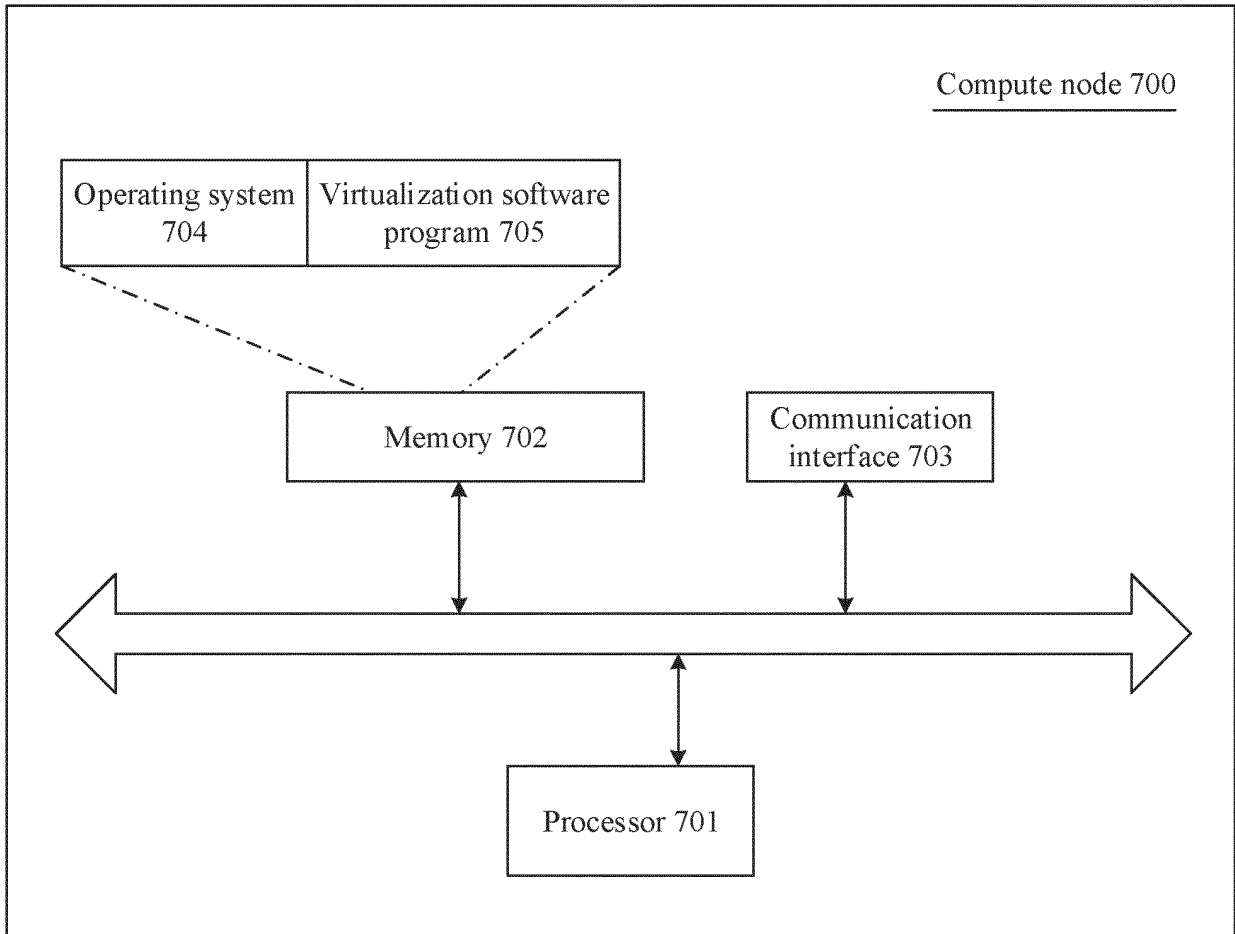 Compute node 700
Operating system
704
Virtualization software
program 705
Memory 702
Communication
interface 703
Processor 701